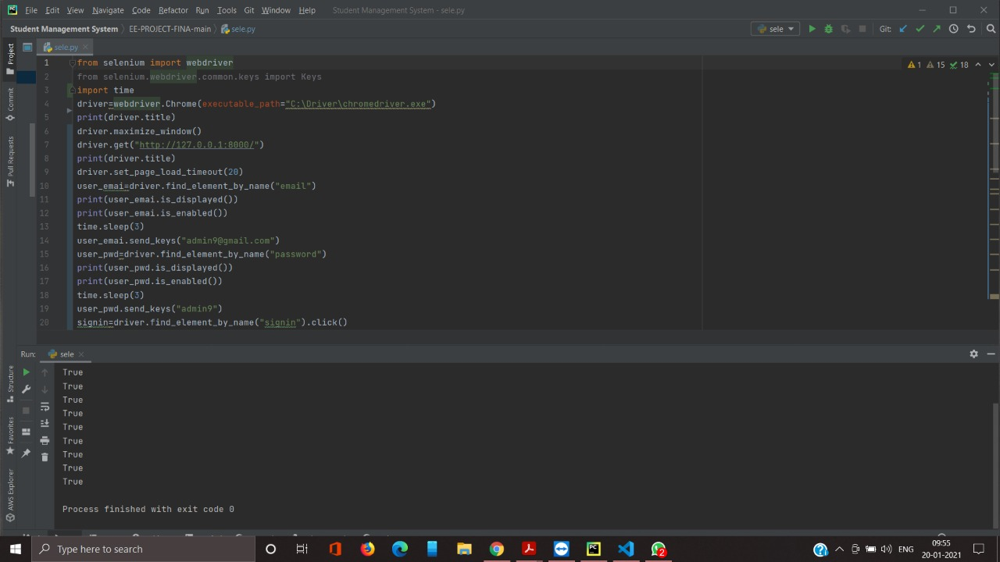 File Edit View Navigate Code Refactor Run Tools Git Window Help Student Management System - sele.py
Student Management System EE-PROJECT-FINA-main sele.py sele Git:
Project
Commit
Pull Requests
Structure
Favorites
AWS Explorer
sele.py
1 from selenium import webdriver
2 from selenium.webdriver.common.keys import Keys
3 import time
4 driver=webdriver.Chrome(executable_path="C:\Driver\chromedriver.exe")
5 print(driver.title)
6 driver.maximize_window()
7 driver.get("http://127.0.0.1:8000/")
8 print(driver.title)
9 driver.set_page_load_timeout(20)
10 user_emai=driver.find_element_by_name("email")
11 print(user_emai.is_displayed())
12 print(user_emai.is_enabled())
13 time.sleep(3)
14 user_emai.send_keys("admin9@gmail.com")
15 user_pwd=driver.find_element_by_name("password")
16 print(user_pwd.is_displayed())
17 print(user_pwd.is_enabled())
18 time.sleep(3)
19 user_pwd.send_keys("admin9")
20 signin=driver.find_element_by_name("signin").click()
1 15 18
Run: sele
True
True
True
True
True
True
True
True
True
Process finished with exit code 0
Type here to search
2
ENG
09:55
20-01-2021